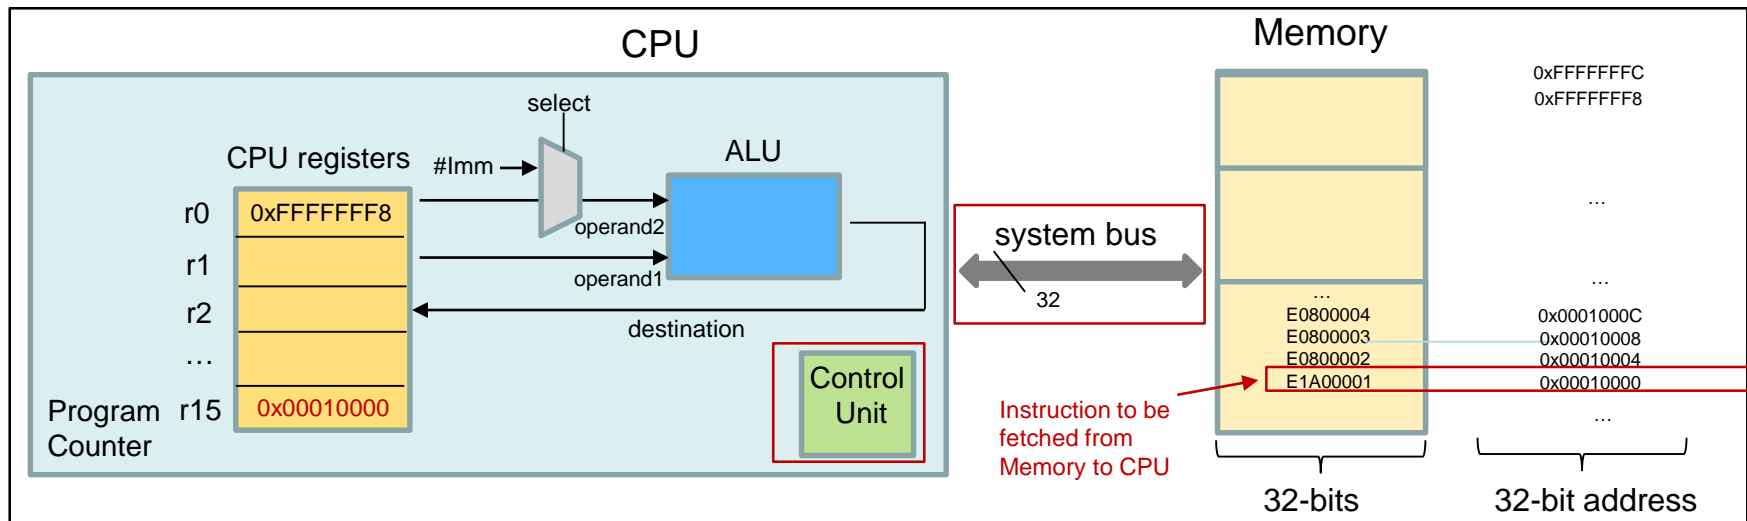 CPU
Memory
select
CPU registers
#Imm
ALU
r0
0xFFFFFFF8
operand2
r1
operand1
r2
destination
…
Program
Counter
r15
0x00010000
Control
Unit
system bus
32
Instruction to be
fetched from
Memory to CPU
0xFFFFFFFC
0xFFFFFFF8
…
…
…
E0800004
0x0001000C
E0800003
0x00010008
E0800002
0x00010004
E1A00001
0x00010000
…
32-bits
32-bit address